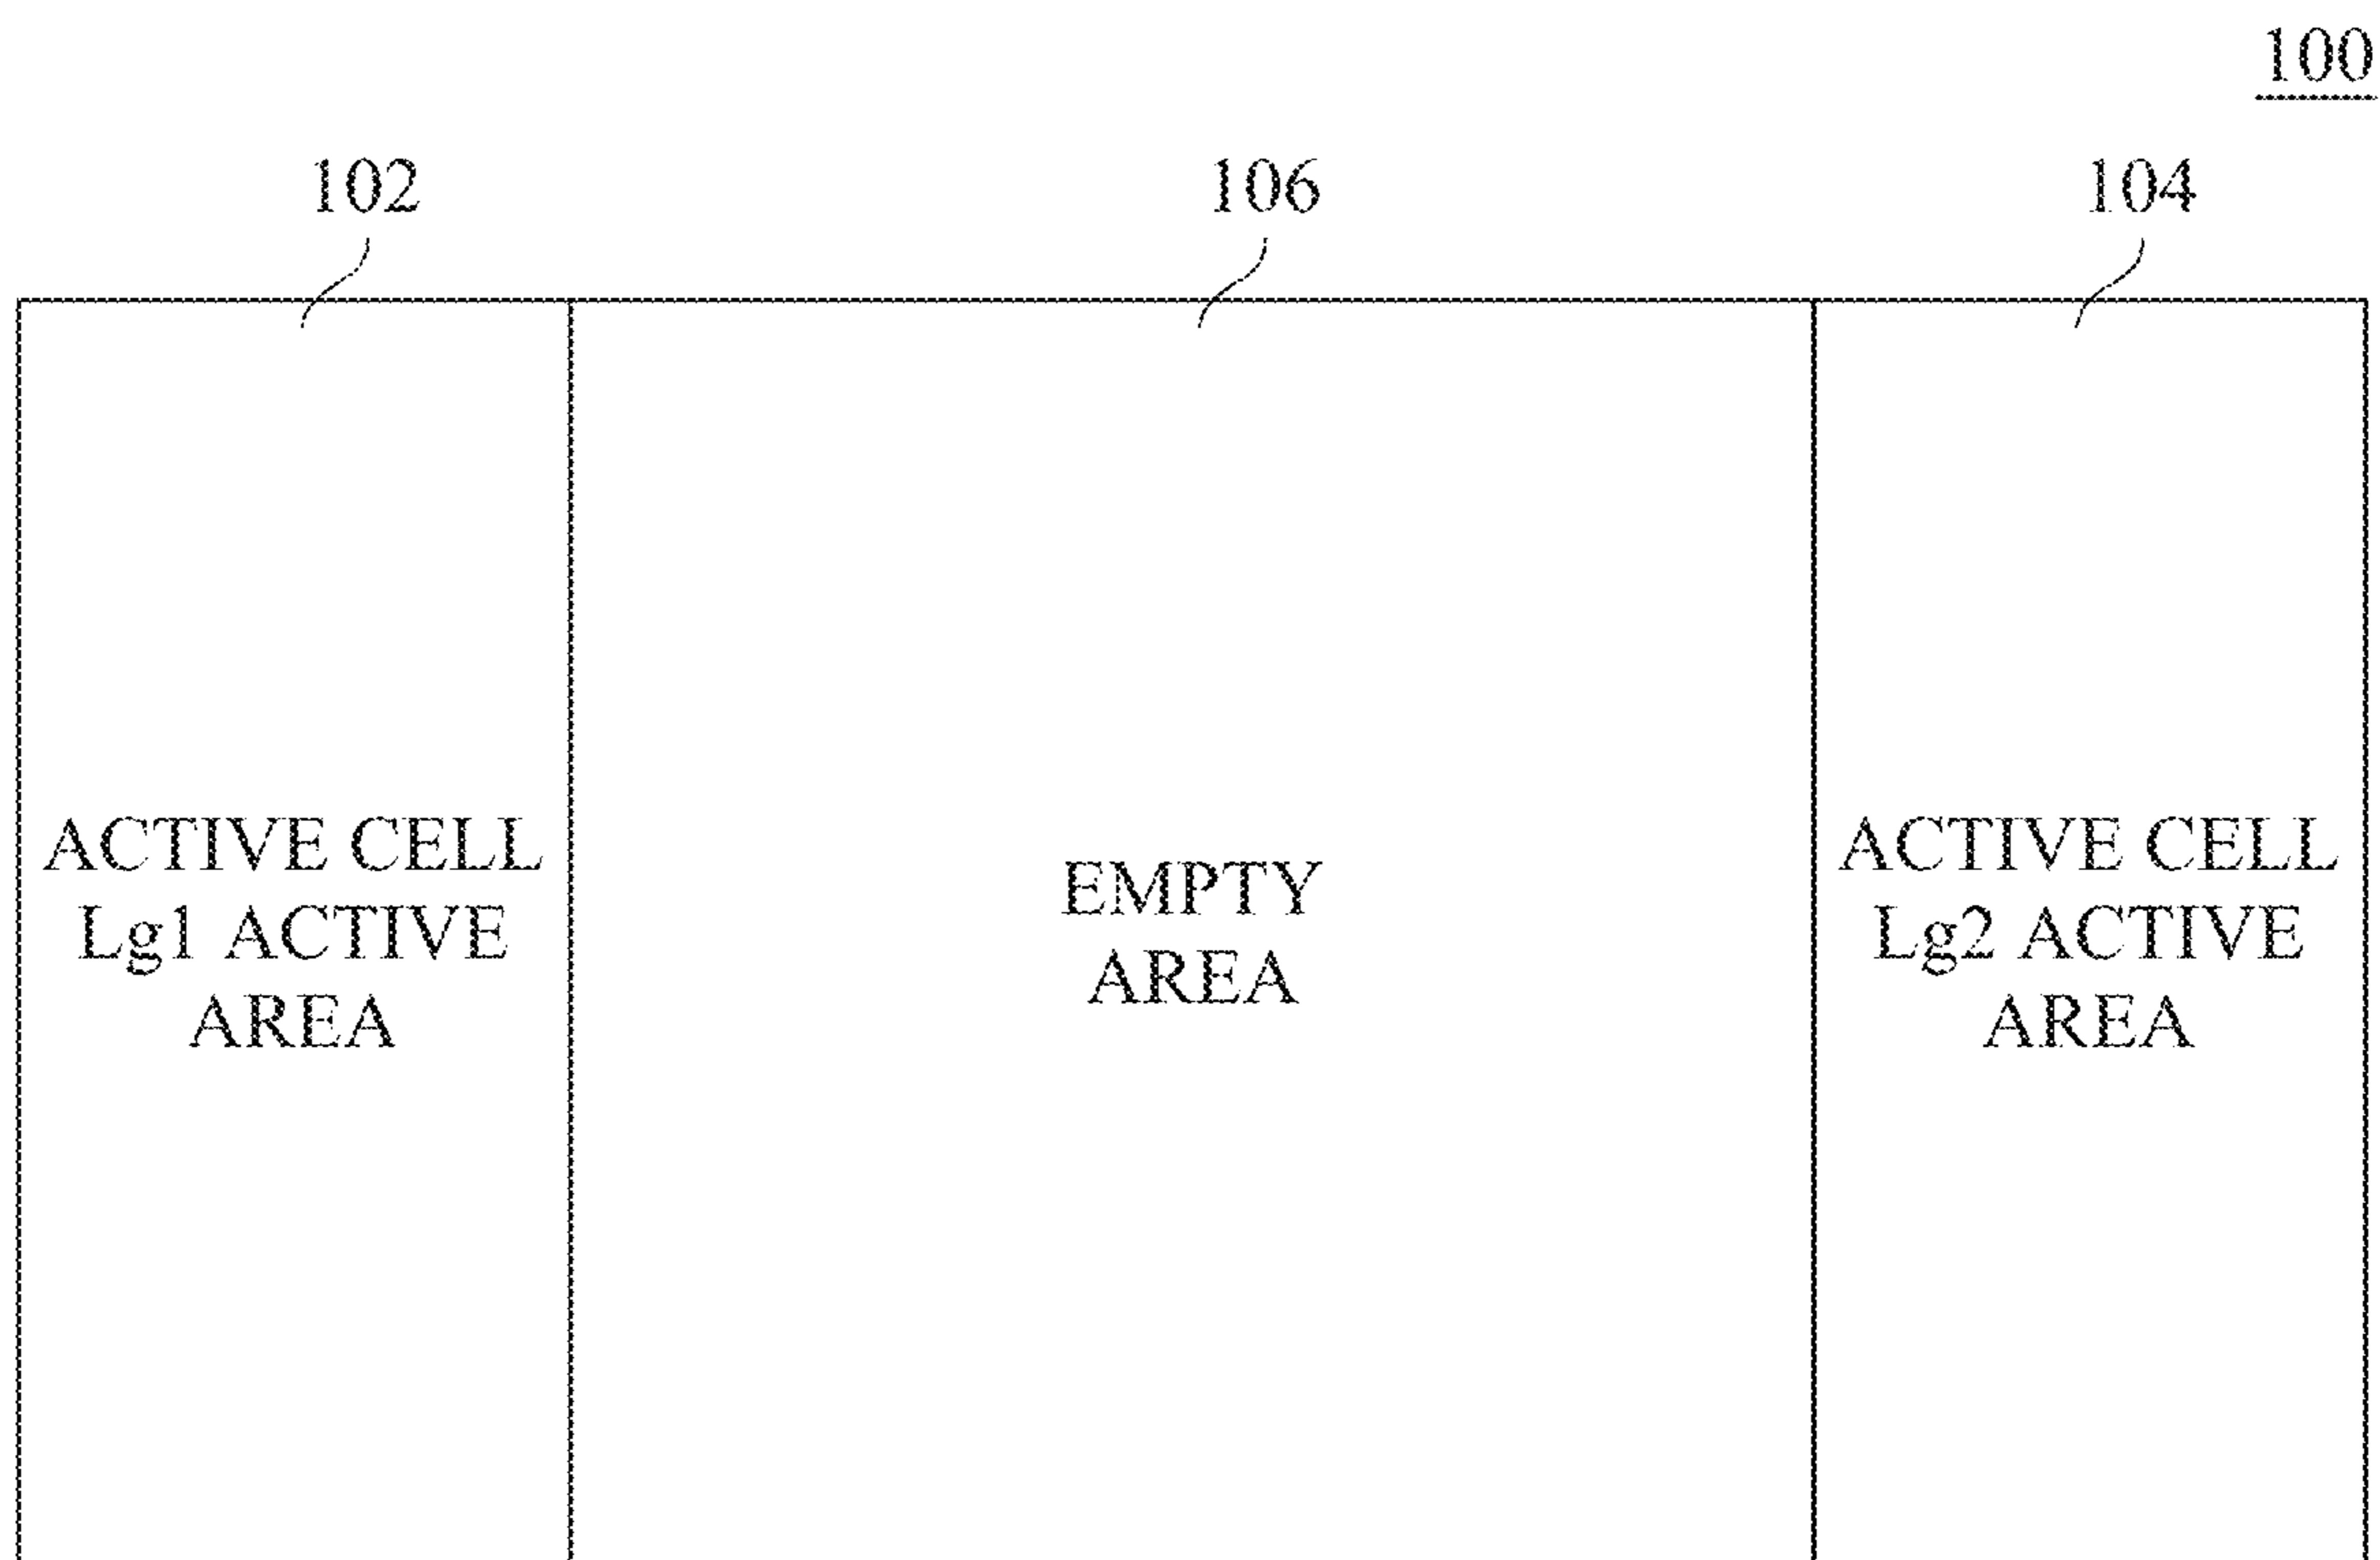 100
102
106
104
ACTIVE CELL
Lg1 ACTIVE
AREA
EMPTY
AREA
ACTIVE CELL
Lg2 ACTIVE
AREA